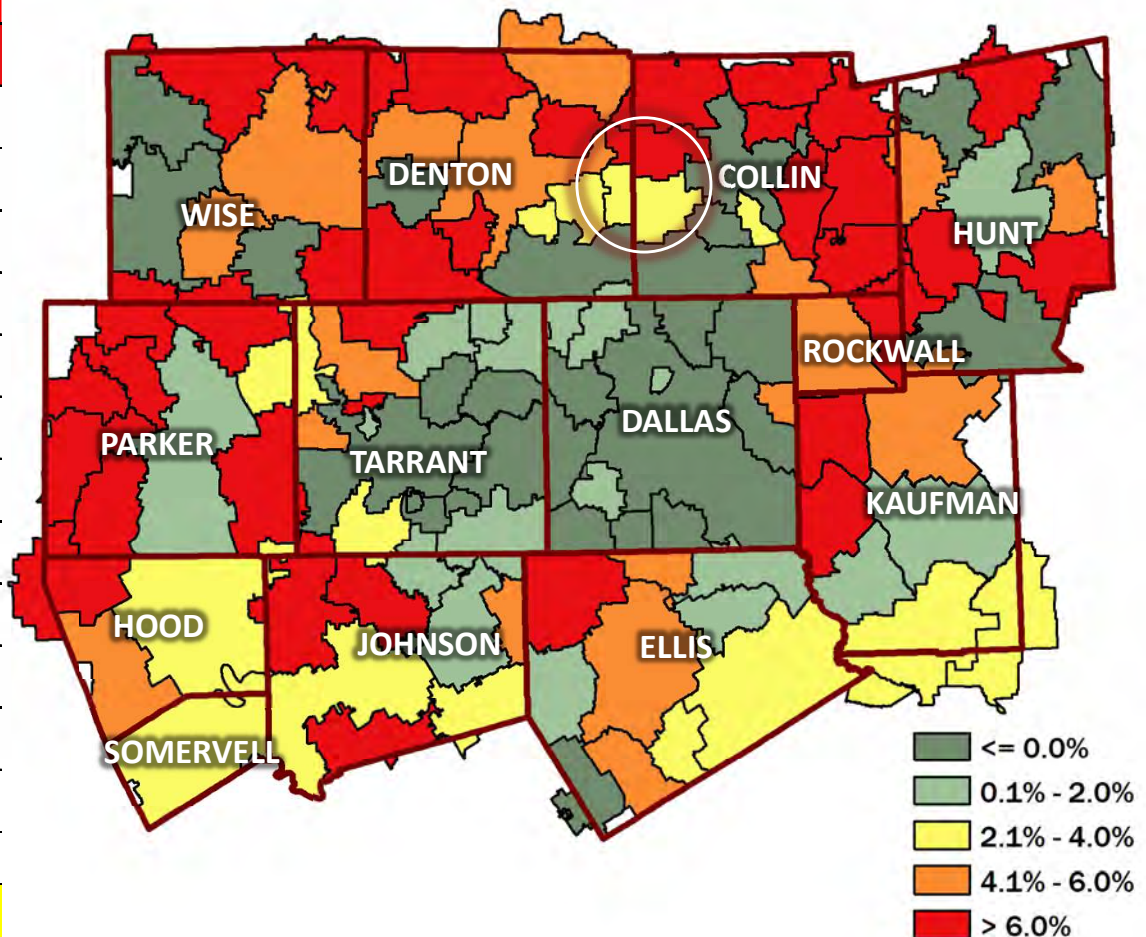 DENTON
COLLIN
WISE
HUNT
ROCKWALL
DALLAS
PARKER
TARRANT
KAUFMAN
HOOD
JOHNSON
ELLIS
SOMERVELL
<= 0.0%
0.1% - 2.0%
2.1% - 4.0%
4.1% - 6.0%
> 6.0%